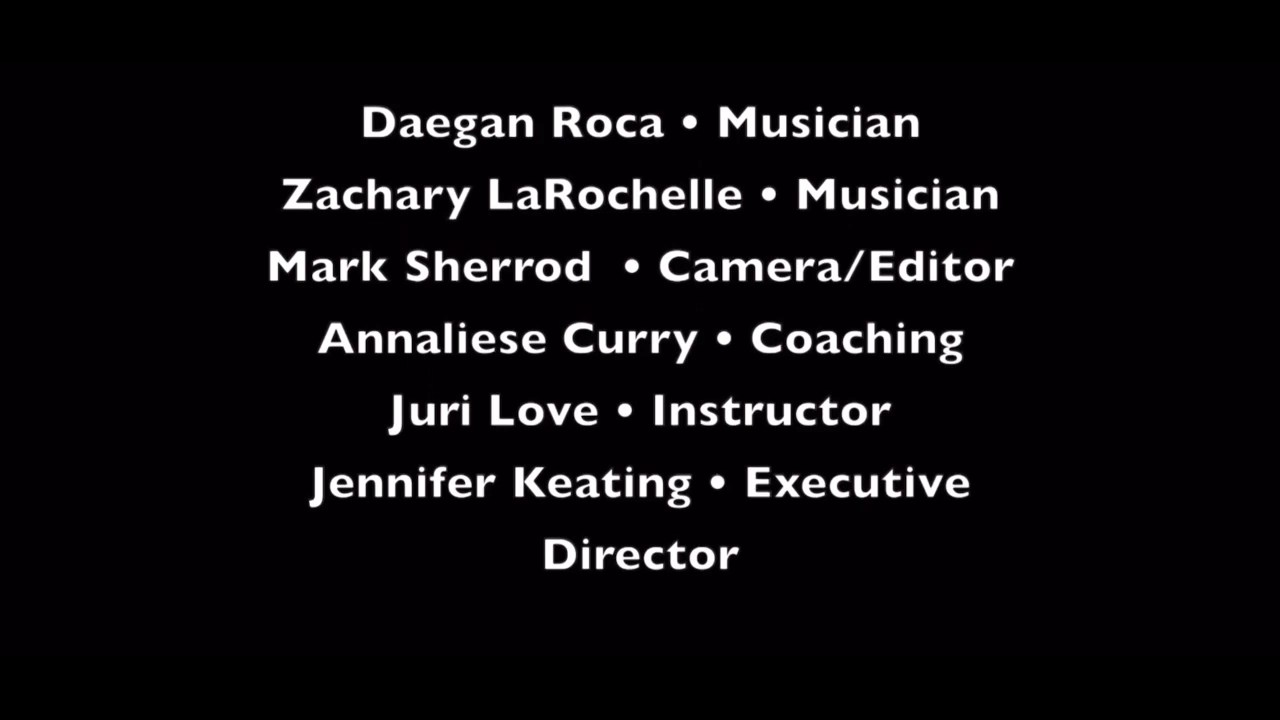 Daegan Roca • Musician
Zachary LaRochelle • Musician
Mark Sherrod • Camera/Editor
Annaliese Curry • Coaching
Juri Love • Instructor
Jennifer Keating • Executive
Director